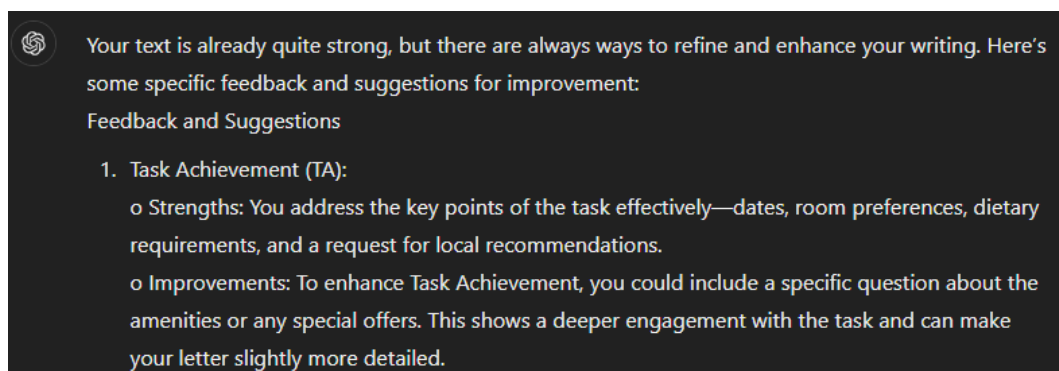 Your text is already quite strong, but there are always ways to refine and enhance your writing. Here's
some specific feedback and suggestions for improvement:
Feedback and Suggestions
1. Task Achievement (TA):
o Strengths: You address the key points of the task effectively—dates, room preferences, dietary
requirements, and a request for local recommendations.
o Improvements: To enhance Task Achievement, you could include a specific question about the
amenities or any special offers. This shows a deeper engagement with the task and can make
your letter slightly more detailed.